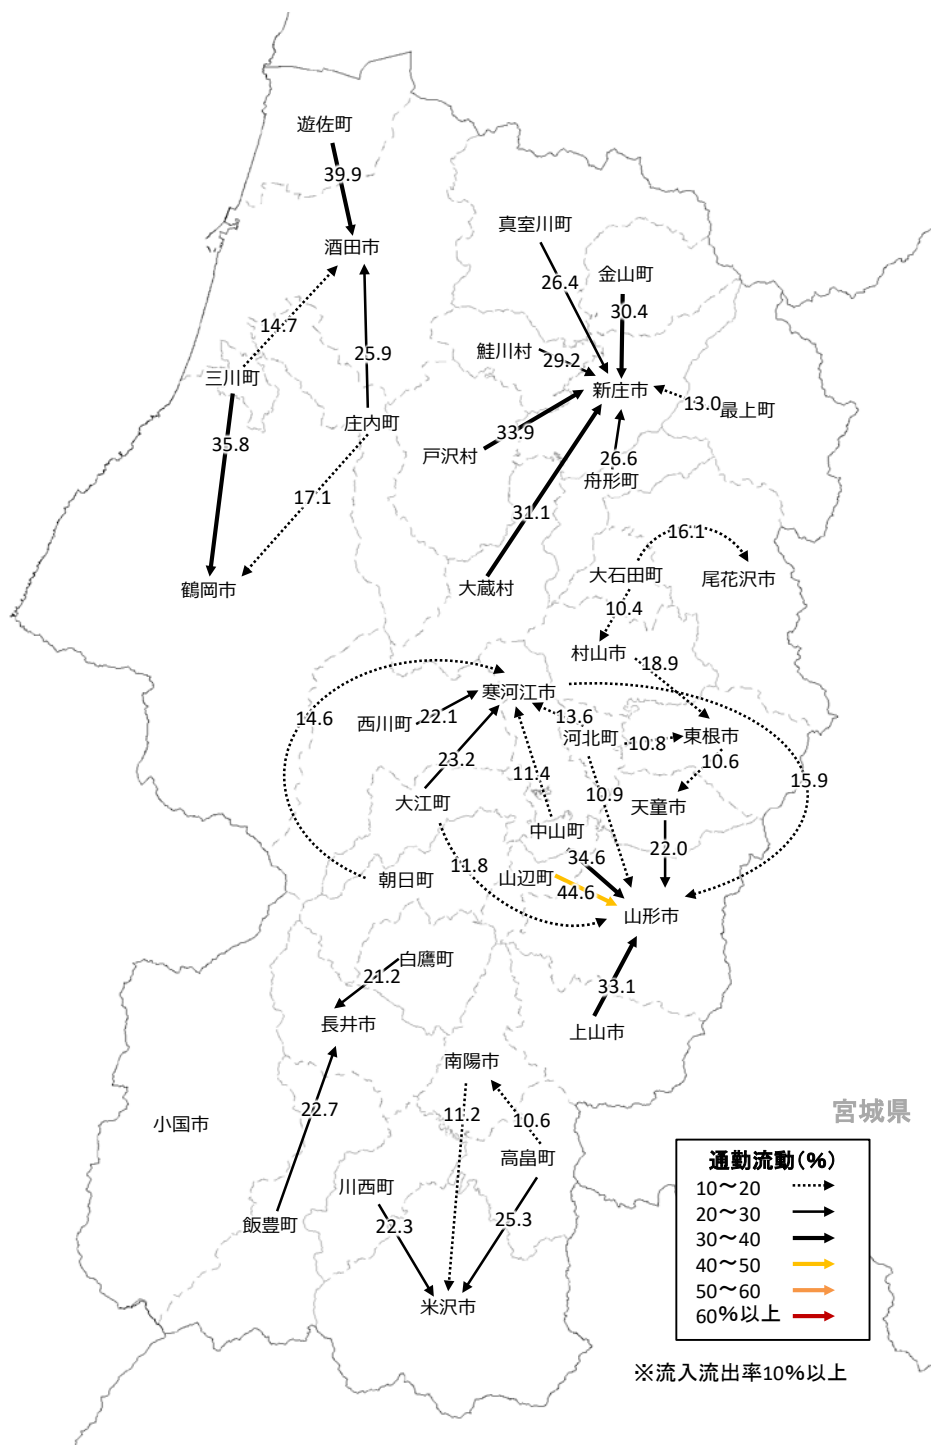 遊佐町
39.9
酒田市
真室川町
26.4
金山町
30.4
14.7
25.9
鮭川村
29.2
三川町
新庄市
13.0
最上町
庄内町
33.9
35.8
戸沢村
26.6
舟形町
17.1
31.1
16.1
鶴岡市
大蔵村
大石田町
尾花沢市
10.4
村山市
18.9
寒河江市
14.6
西川町
22.1
13.6
河北町
10.8
東根市
23.2
10.6
11.4
15.9
大江町
10.9
天童市
中山町
34.6
22.0
11.8
朝日町
山辺町
44.6
山形市
白鷹町
21.2
33.1
長井市
上山市
南陽市
22.7
11.2
10.6
小国市
宮城県
高畠町
川西町
飯豊町
22.3
25.3
米沢市
通勤流動(%)
10～20
20～30
30～40
40～50
50～60
60%以上
※流入流出率10%以上